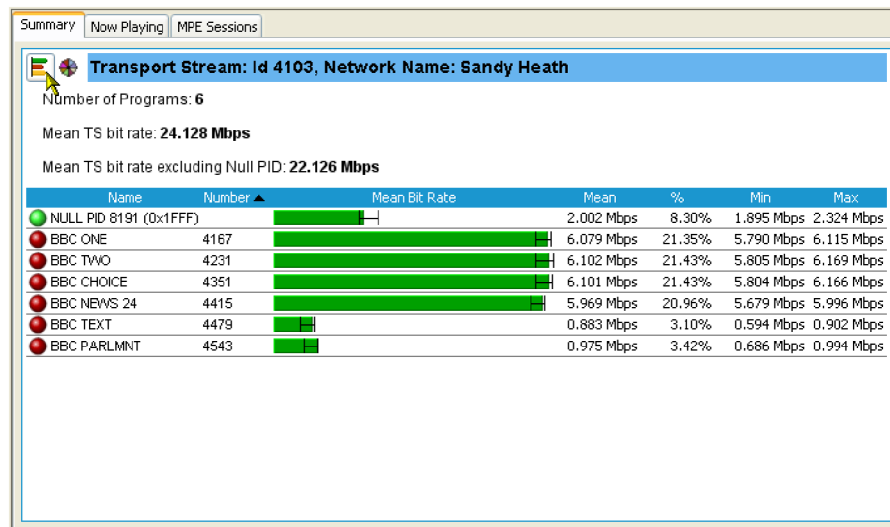 Summary Now Playing MPE Sessions
Transport Stream: Id 4103, Network Name: Sandy Heath
Number of Programs: 6
Mean TS bit rate: 24.128 Mbps
Mean TS bit rate excluding Null PID: 22.126 Mbps
Name Number Mean Bit Rate Mean % Min Max
NULL PID 8191 (0x1FFF) 2.002 Mbps 8.30% 1.895 Mbps 2.324 Mbps
BBC ONE 4167 6.079 Mbps 21.35% 5.790 Mbps 6.115 Mbps
BBC TWO 4231 6.102 Mbps 21.43% 5.805 Mbps 6.169 Mbps
BBC CHOICE 4351 6.101 Mbps 21.43% 5.804 Mbps 6.166 Mbps
BBC NEWS 24 4415 5.969 Mbps 20.96% 5.679 Mbps 5.996 Mbps
BBC TEXT 4479 0.883 Mbps 3.10% 0.594 Mbps 0.902 Mbps
BBC PARLMNT 4543 0.975 Mbps 3.42% 0.686 Mbps 0.994 Mbps